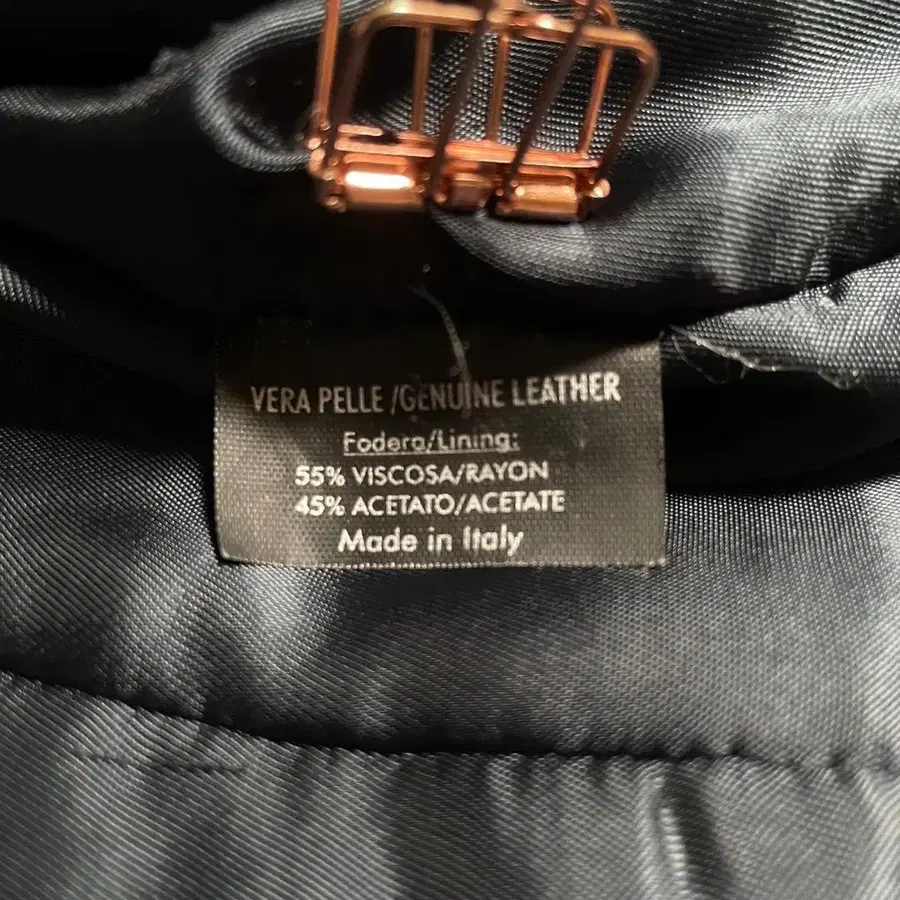 VERA PELLE /GENUINE LEATHER
Fodera/Lining:
55% VISCOSA/RAYON
45% ACETATO/ACETATE
Made in Italy